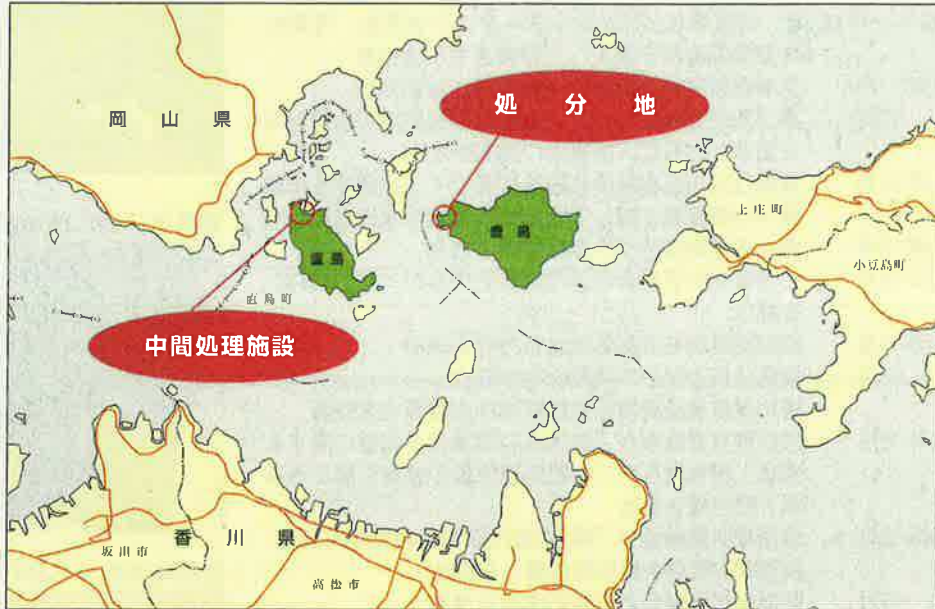 岡山県
処分地
土庄町
豊島
直島
小豆島町
直島町
中間処理施設
香川県
坂出市
高松市